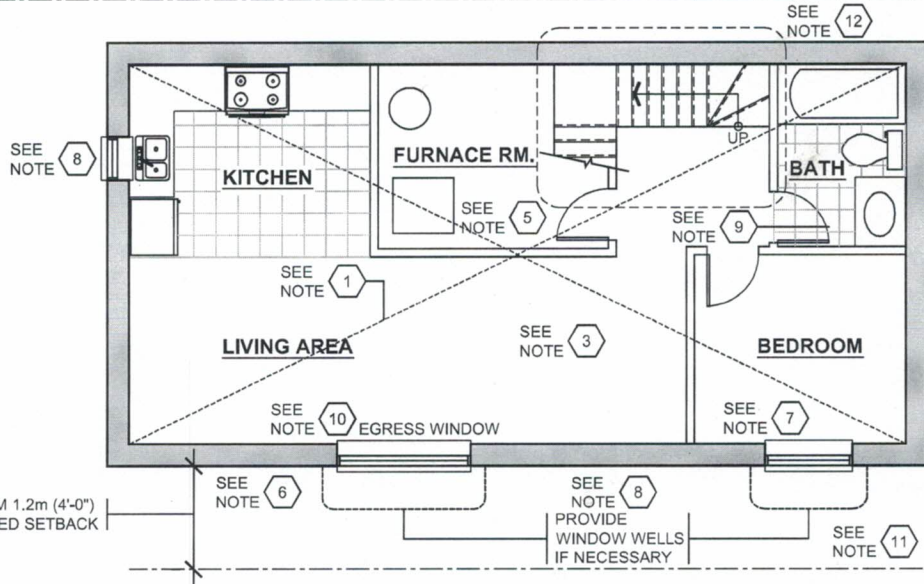 SEE
NOTE 12
SEE
NOTE 8
KITCHEN
FURNACE RM.
UP
BATH
SEE
NOTE 5
SEE
NOTE 9
SEE
NOTE 1
LIVING AREA
SEE
NOTE 3
BEDROOM
SEE
NOTE 10 EGRESS WINDOW
SEE
NOTE 7
SEE
NOTE 6
SEE
NOTE 8
M 1.2m (4'-0")
ED SETBACK
PROVIDE
WINDOW WELLS
IF NECESSARY
SEE
NOTE 11